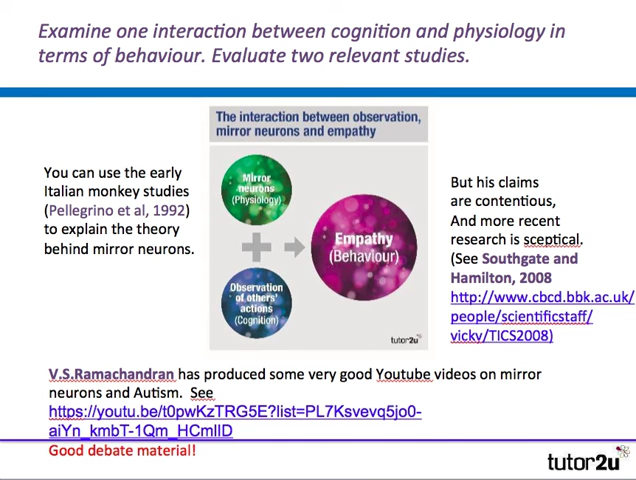 Examine one interaction between cognition and physiology in
terms of behaviour. Evaluate two relevant studies.
The interaction between observation,
mirror neurons and empathy
You can use the early
Italian monkey studies
(Pellegrino et al, 1992)
to explain the theory
behind mirror neurons.
Mirror
neurons
(Physiology)
Empathy
(Behaviour)
Observation
of others'
actions
(Cognition)
tutor2u
But his claims
are contentious,
And more recent
research is sceptical.
(See Southgate and
Hamilton, 2008
http://www.cbcd.bbk.ac.uk/
people/scientificstaff/
vicky/TICS2008)
V.S.Ramachandran has produced some very good Youtube videos on mirror
neurons and Autism. See
https://youtu.be/t0pwKzTRG5E?list=PL7Ksvevq5jo0-
aiYn_kmbT-1Qm_HCmlID
Good debate material!
tutor2u